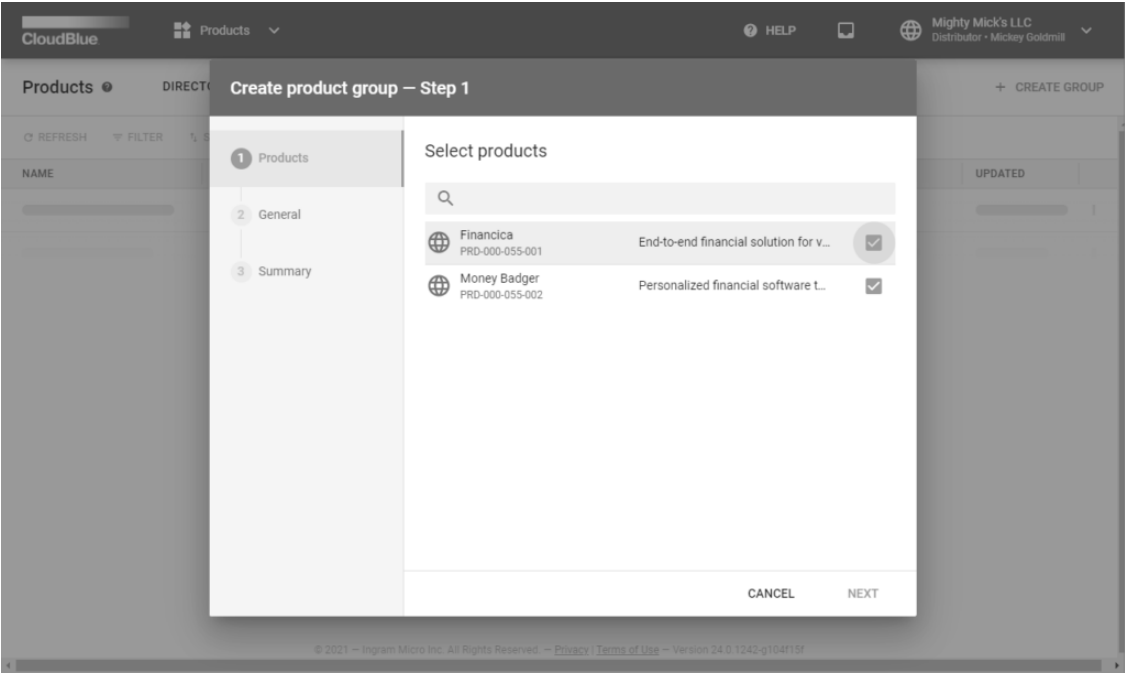 CloudBlue
Products
HELP
Mighty Mick's LLC
Distributor • Mickey Goldmill
Products
DIRECTO
+ CREATE GROUP
REFRESH
FILTER
S
NAME
UPDATED
Create product group — Step 1
1 Products
2 General
3 Summary
Select products
Financica
PRD-000-055-001
End-to-end financial solution for v...
Money Badger
PRD-000-055-002
Personalized financial software t...
CANCEL
NEXT
© 2021 — Ingram Micro Inc. All Rights Reserved. — Privacy | Terms of Use — Version 24.0.1242-g104f15f